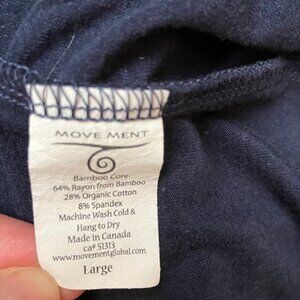 MOVE MENT
Bamboo Core
64% Rayon from Bamboo
28% Organic Cotton
8% Spandex
Machine Wash Cold &
Hang to Dry
Made in Canada
ca# 51313
www.movementglobal.com
Large